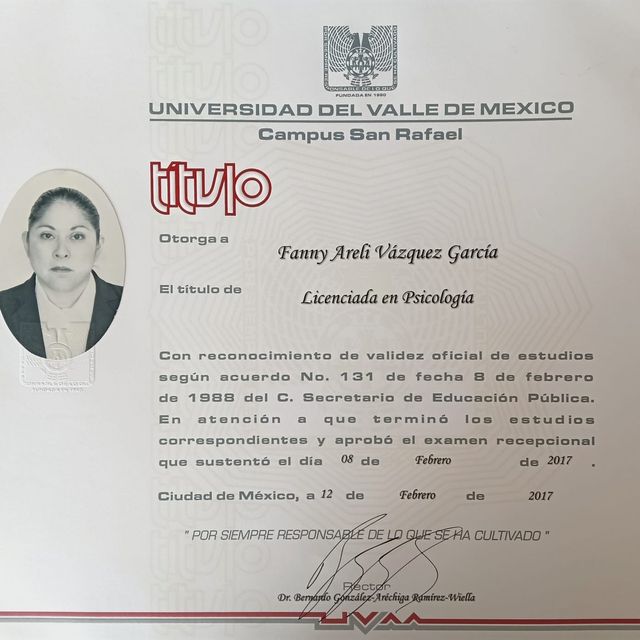 FUNDADA EN 1960
UNIVERSIDAD DEL VALLE DE MEXICO
Campus San Rafael
título
Otorga a
Fanny Areli Vázquez García
El título de
Licenciada en Psicología
Con reconocimiento de validez oficial de estudios
según acuerdo No. 131 de fecha 8 de febrero
de 1988 del C. Secretario de Educación Pública.
En atención a que terminó los estudios
correspondientes y aprobó el examen recepcional
que sustentó el día 08 de Febrero de 2017 .
Ciudad de México, a 12 de Febrero de 2017
" POR SIEMPRE RESPONSABLE DE LO QUE SE HA CULTIVADO "
Rector
Dr. Bernardo González-Aréchiga Ramírez-Wiella
UVM